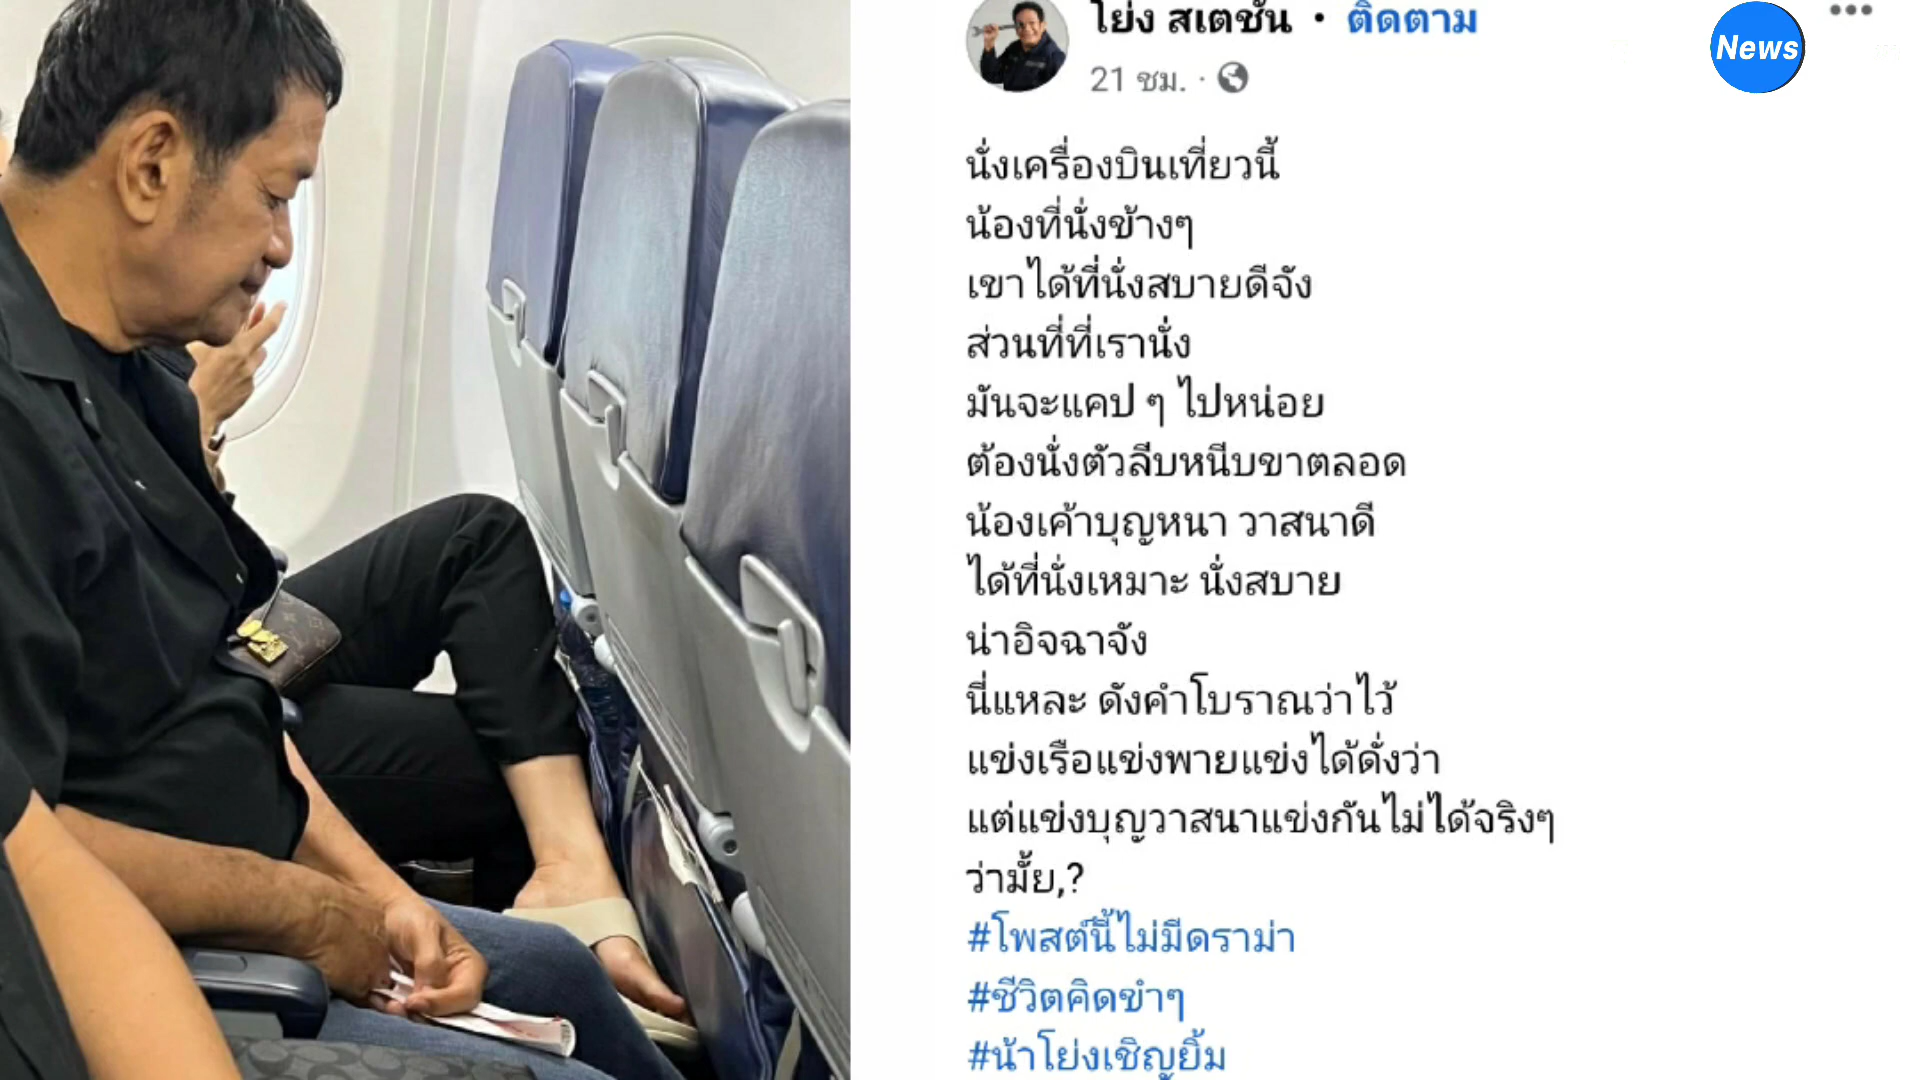 โย่ง สเตชั่น • ติดตาม
21 ชม. ·
News
นั่งเครื่องบินเที่ยวนี้
น้องที่นั่งข้างๆ
เขาได้ที่นั่งสบายดีจัง
ส่วนที่ที่เรานั่ง
มันจะแคป ๆ ไปหน่อย
ต้องนั่งตัวลีบหนีบขาตลอด
น้องเค้าบุญหนา วาสนาดี
ได้ที่นั่งเหมาะ นั่งสบาย
น่าอิจฉาจัง
นี่แหละ ดังคำโบราณว่าไว้
แข่งเรือแข่งพายแข่งได้ดั่งว่า
แต่แข่งบุญวาสนาแข่งกันไม่ได้จริงๆ
ว่ามั้ย,?
#โพสต์นี้ไม่มีดราม่า
#ชีวิตคิดขำๆ
#น้าโย่งเชิญยิ้ม